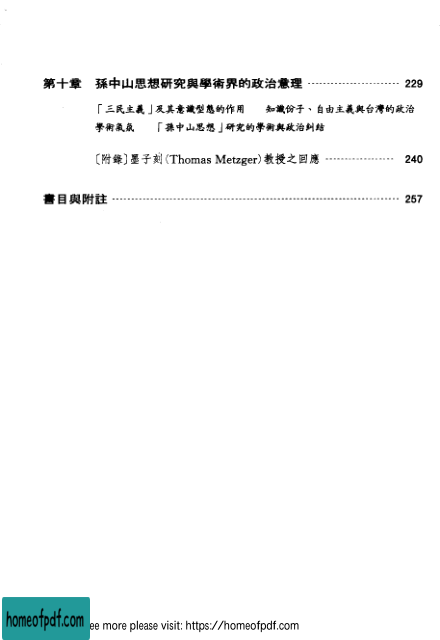 第十章　孫中山思想研究與學術界的政治意理 ………………… 229
「三民主義」及其意識型態的作用　知識份子、自由主義與台灣的政治
學術氣氛　「孫中山思想」研究的學術與政治糾結
〔附錄〕墨子刻(Thomas Metzger)教授之回應 ………………… 240
書目與附註 ………………………………………… 257
homeofpdf.com
ee more please visit: https://homeofpdf.com